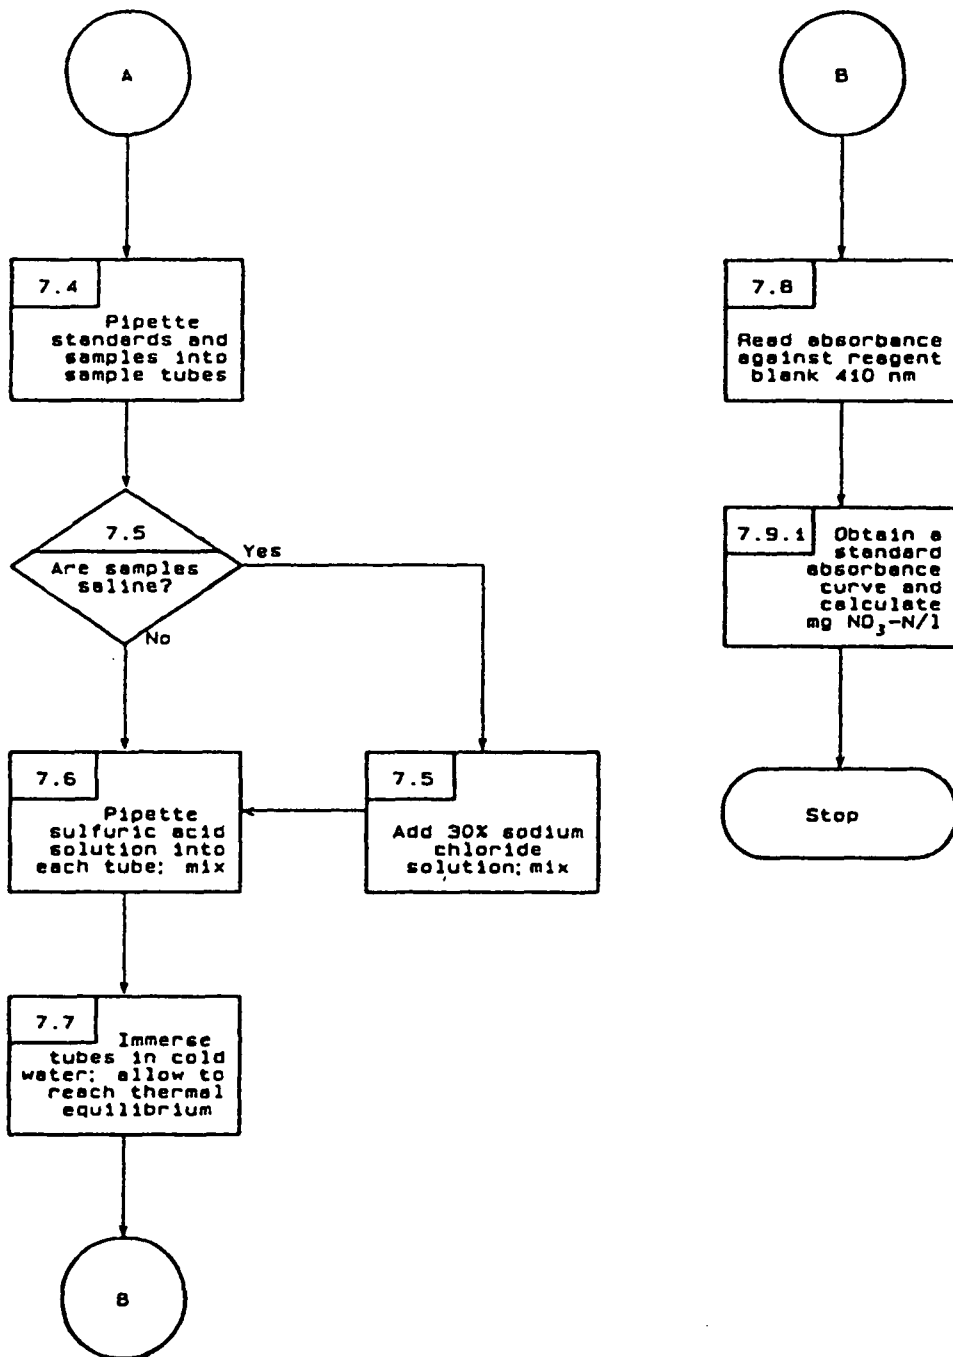 A
7.4
Pipette
standards and
samples into
sample tubes
7.5
Are samples
saline?
Yes
No
7.6
Pipette
sulfuric acid
solution into
each tube; mix
7.5
Add 30% sodium
chloride
solution; mix
7.7
Immerse
tubes in cold
water; allow to
reach thermal
equilibrium
B
B
7.8
Read absorbance
against reagent
blank 410 nm
7.9.1
Obtain a
standard
absorbance
curve and
calculate
mg NO₃-N/l
Stop